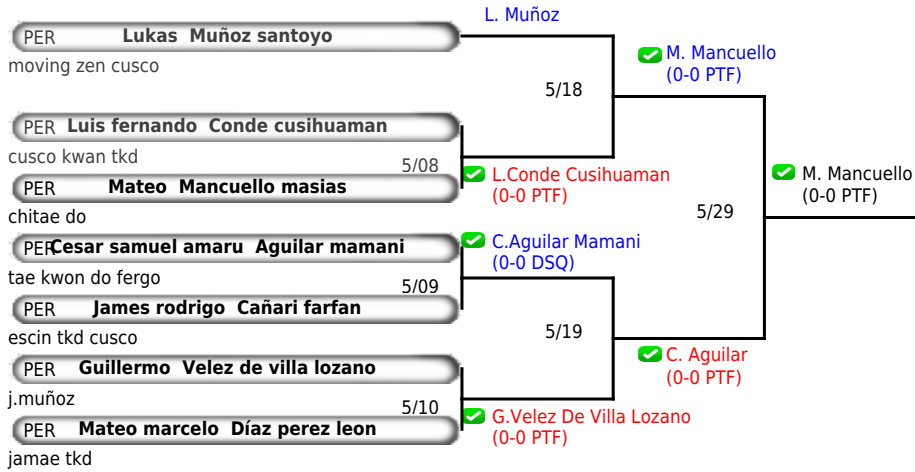 L. Muñoz
PER Lukas Muñoz santoyo
moving zen cusco
M. Mancuello
(0-0 PTF)
5/18
PER Luis fernando Conde cusihuaman
cusco kwan tkd
5/08
L.Conde Cusihuaman
(0-0 PTF)
M. Mancuello
(0-0 PTF)
PER Mateo Mancuello masias
chitae do
5/29
PER Cesar samuel amaru Aguilar mamani
C.Aguilar Mamani
(0-0 DSQ)
tae kwon do fergo
5/09
PER James rodrigo Cañari farfan
escin tkd cusco
5/19
C. Aguilar
(0-0 PTF)
PER Guillermo Velez de villa lozano
j.muñoz
5/10
G.Velez De Villa Lozano
(0-0 PTF)
PER Mateo marcelo Díaz perez leon
jamae tkd